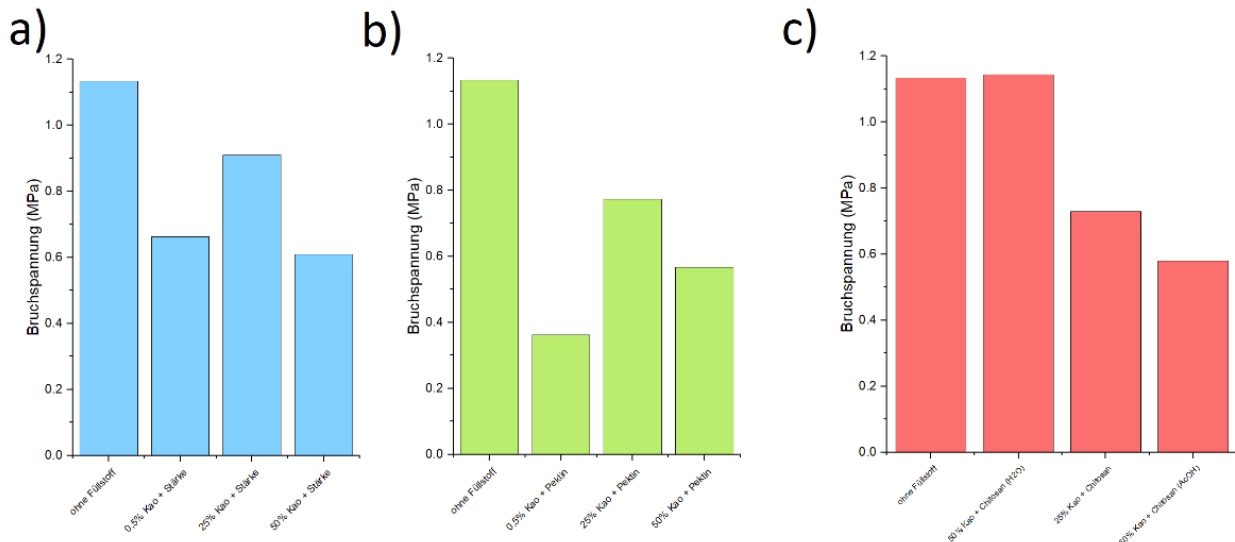 a)
Bruchspannung (MPa)
1.2
1.0
0.8
0.6
0.4
0.2
0.0
ohne Füllstoff
0,5% Kao + Stärke
25% Kao + Stärke
50% Kao + Stärke
b)
Bruchspannung (MPa)
1.2
1.0
0.8
0.6
0.4
0.2
0.0
ohne Füllstoff
0,5% Kao + Pektin
25% Kao + Pektin
50% Kao + Pektin
c)
Bruchspannung (MPa)
1.2
1.0
0.8
0.6
0.4
0.2
0.0
ohne Füllstoff
50% Kao + Chitosan (H2O)
25% Kao + Chitosan
50% Kao + Chitosan (AcOH)